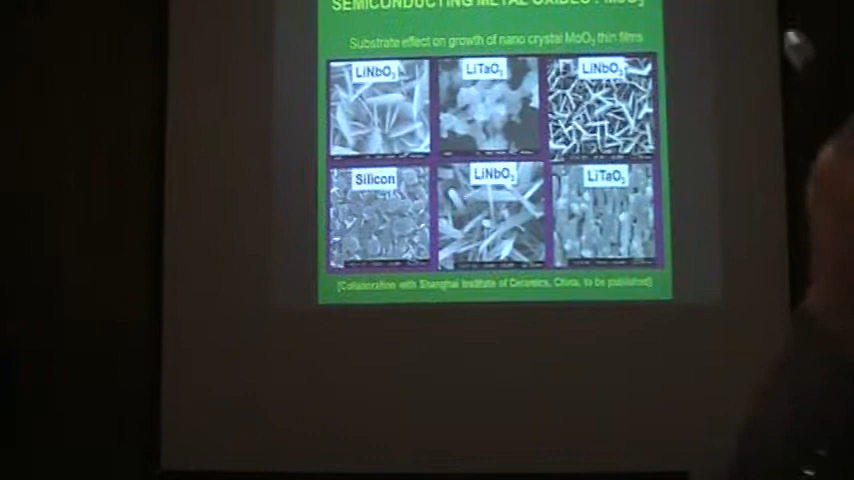 SEMICONDUCTING METAL OXIDES : MoO3
Substrate effect on growth of nano crystal MoO3 thin films
LiNbO3 LiTaO3 LiNbO3
Silicon LiNbO3 LiTaO3
[Collaboration with Shanghai Institute of Ceramics, China, to be published]